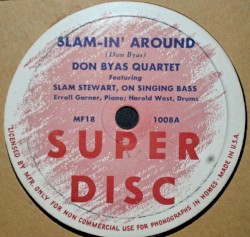 SLAM-IN' AROUND
(Don Byas)
DON BYAS QUARTET
Featuring
SLAM STEWART, ON SINGING BASS
Erroll Garner, Piano; Harold West, Drums
MF18 1008A
SUPER
DISC
LICENSED BY MFR. ONLY FOR NON COMMERCIAL USE FOR PHONOGRAPHS IN HOMES - MADE IN U.S.A.